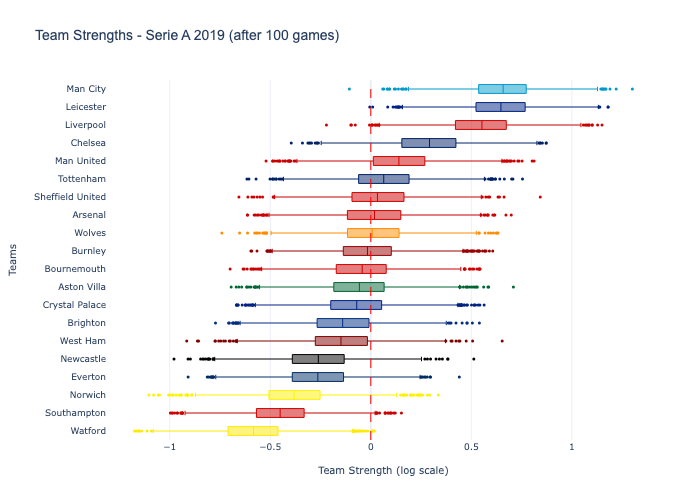 Team Strengths - Serie A 2019 (after 100 games)
Man City
Leicester
Liverpool
Chelsea
Man United
Tottenham
Sheffield United
Arsenal
Wolves
Burnley
Bournemouth
Aston Villa
Crystal Palace
Brighton
West Ham
Newcastle
Everton
Norwich
Southampton
Watford
Teams
−1
−0.5
0
0.5
1
Team Strength (log scale)